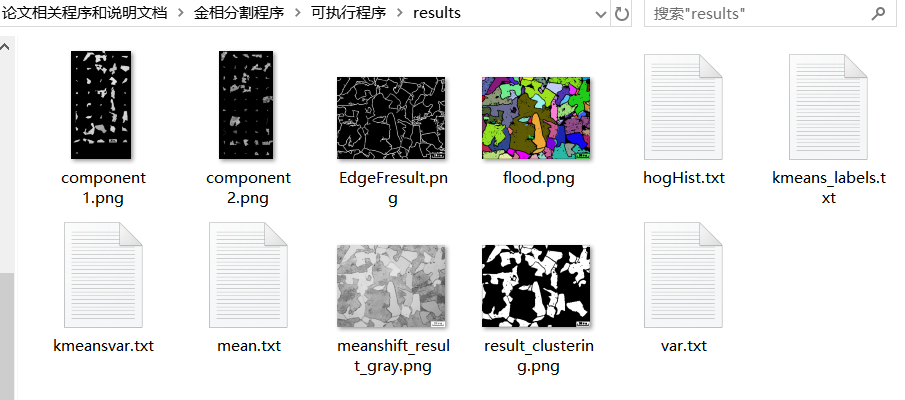 论文相关程序和说明文档 > 金相分割程序 > 可执行程序 > results
搜索"results"
component
1.png
component
2.png
EdgeFresult.pn
g
flood.png
hogHist.txt
kmeans_labels.t
xt
kmeansvar.txt
mean.txt
meanshift_resul
t_gray.png
result_clusterin
g.png
var.txt